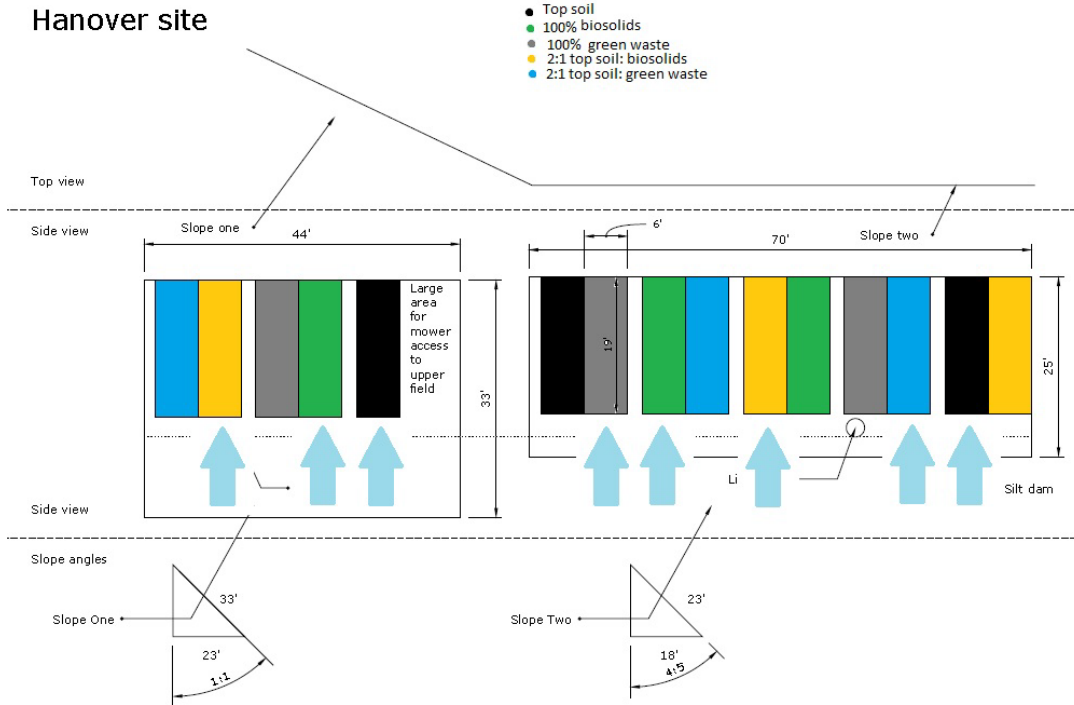 Hanover site
Top soil
100% biosolids
100% green waste
2:1 top soil: biosolids
2:1 top soil: green waste
Top view
Side view
Slope one
44'
6'
70'
Slope two
Large
area
for
mower
access
to
upper
field
33'
19'
25'
Li
Silt dam
Side view
Slope angles
Slope One
33'
23'
1:1
Slope Two
23'
18'
4:5